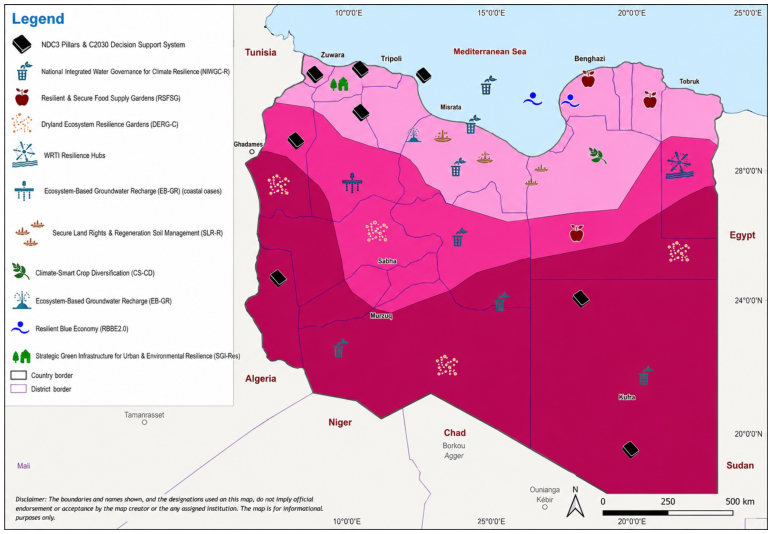 Legend
NDC3 Pillars & C2030 Decision Support System
National Integrated Water Governance for Climate Resilience (NIWGC-R)
Resilient & Secure Food Supply Gardens (RSFSG)
Dryland Ecosystem Resilience Gardens (DERG-C)
WRTI Resilience Hubs
Ecosystem-Based Groundwater Recharge (EB-GR) (coastal oases)
Secure Land Rights & Regeneration Soil Management (SLR-R)
Climate-Smart Crop Diversification (CS-CD)
Ecosystem-Based Groundwater Recharge (EB-GR)
Resilient Blue Economy (RBBE2.0)
Strategic Green Infrastructure for Urban & Environmental Resilience (SGI-Res)
Country border
District border
10°0'0"E
15°0'0"E
20°0'0"E
25°0'0"E
Tunisia
Zuwara
Tripoli
Mediterranean Sea
Benghazi
Tobruk
Misrata
Ghadames
28°0'0"N
Egypt
Sabha
24°0'0"N
Murzuq
Algeria
Kufra
Tamanrasset
Niger
Chad
Borkou
Agger
20°0'0"N
Mali
Sudan
Ounianga
Kébir
N
0
250
500 km
Disclaimer: The boundaries and names shown, and the designations used on this map, do not imply official
endorsement or acceptance by the map creator or the any assigned institution. The map is for informational
purposes only.
10°0'0"E
15°0'0"E
20°0'0"E